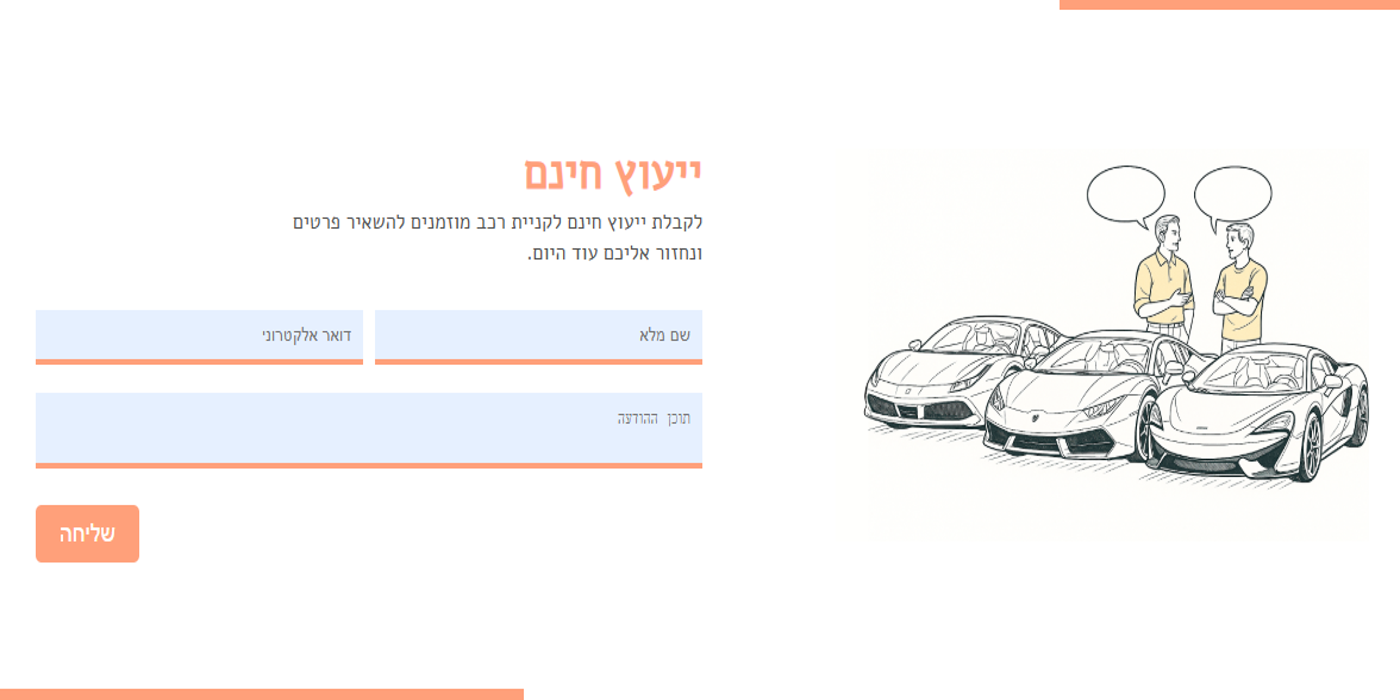 ייעוץ חינם
לקבלת ייעוץ חינם לקניית רכב מוזמנים להשאיר פרטים
ונחזור אליכם עוד היום.
שם מלא
דואר אלקטרוני
תוכן ההודעה
שליחה